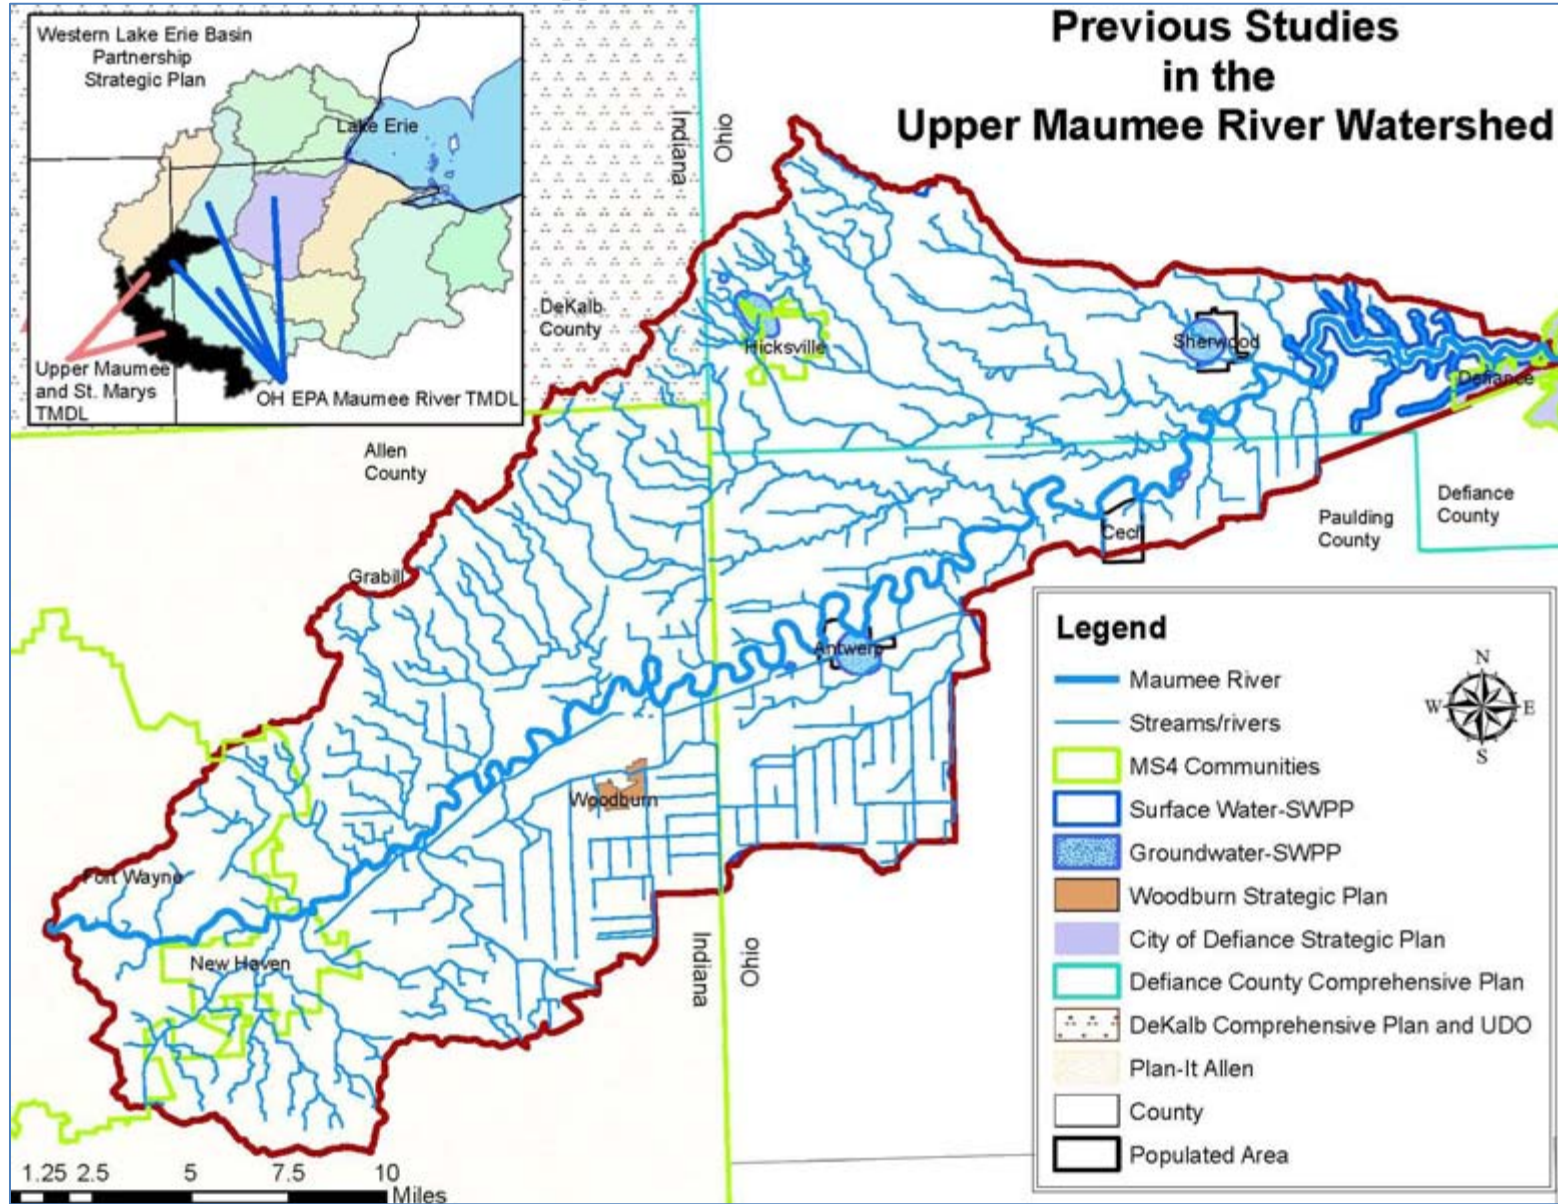 Previous Studies
in the
Upper Maumee River Watershed
Western Lake Erie Basin
Partnership
Strategic Plan
Lake Erie
Upper Maumee
and St. Marys
TMDL
OH EPA Maumee River TMDL
Indiana
Ohio
DeKalb
County
Hicksville
Sherwood
Defiance
Allen
County
Defiance
County
Paulding
County
Cecil
Grabill
Antwerp
Woodburn
Fort Wayne
New Haven
Indiana
Ohio
Legend
Maumee River
Streams/rivers
MS4 Communities
Surface Water-SWPP
Groundwater-SWPP
Woodburn Strategic Plan
City of Defiance Strategic Plan
Defiance County Comprehensive Plan
DeKalb Comprehensive Plan and UDO
Plan-It Allen
County
Populated Area
N
W E
S
1.25 2.5 5 7.5 10
Miles